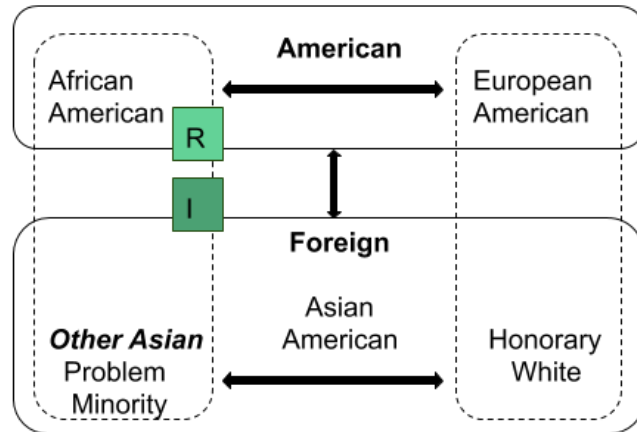 American
African
American
European
American
R
I
Foreign
Asian
American
Other Asian
Problem
Minority
Honorary
White